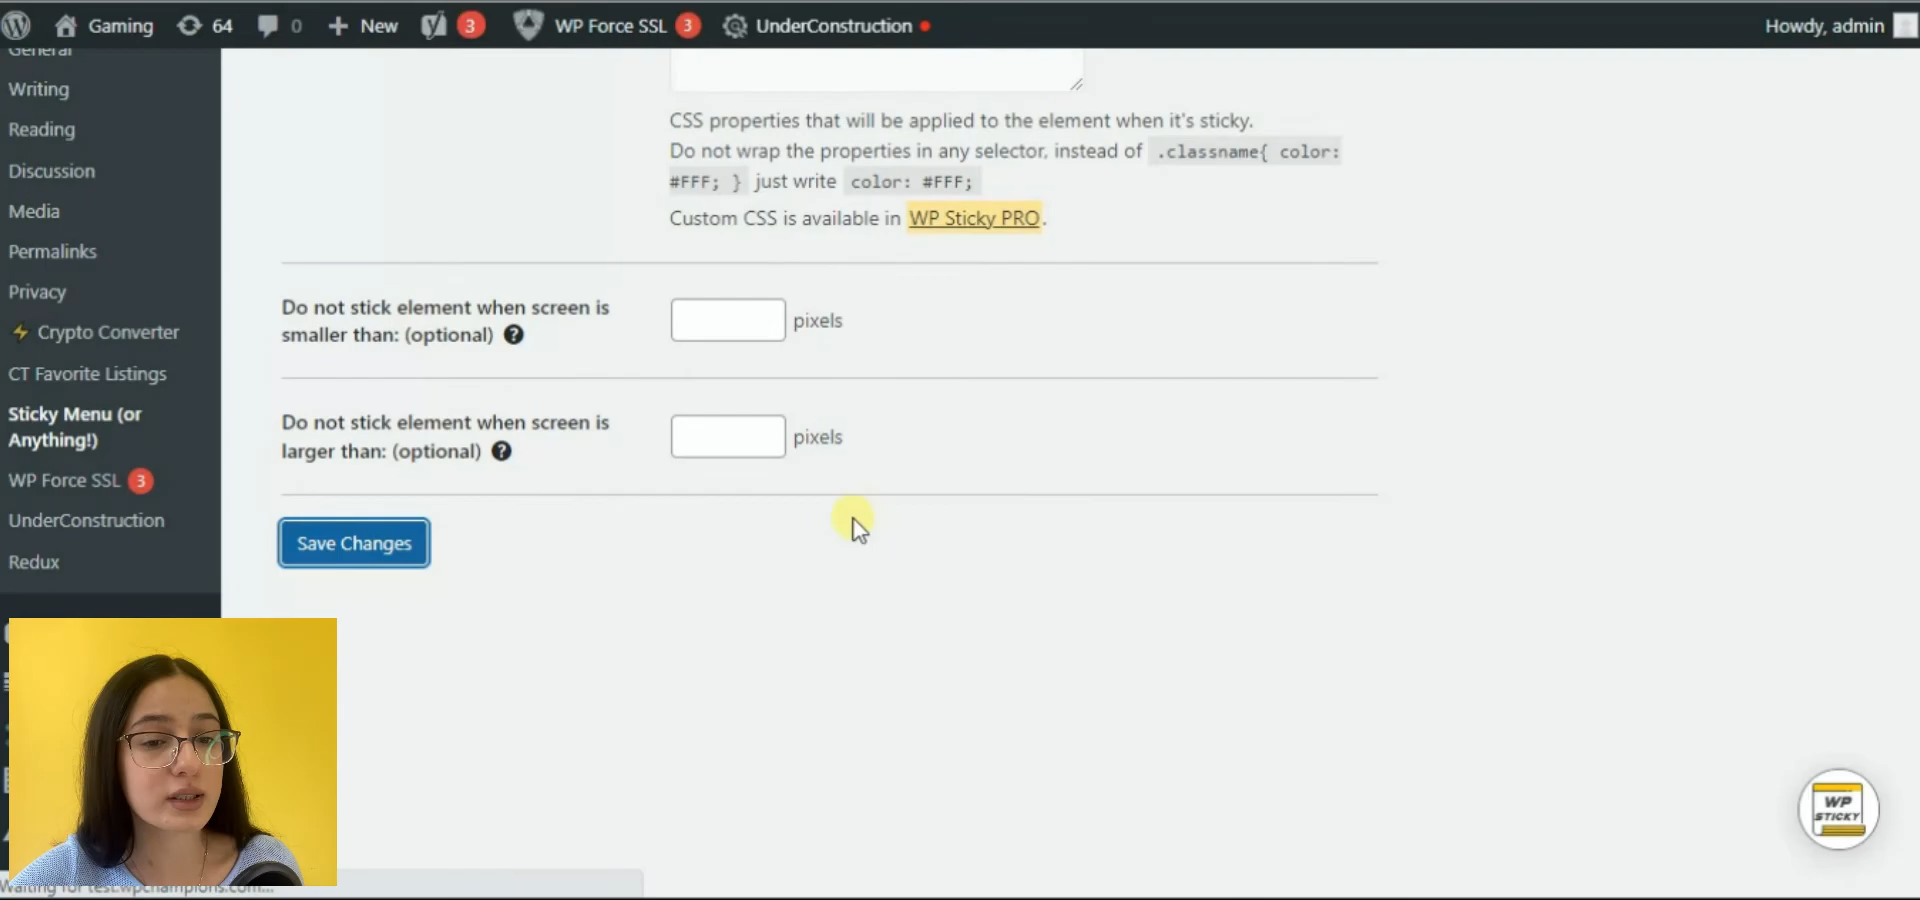 Gaming 64 0 New 3 WP Force SSL 3 UnderConstruction Howdy, admin
General
Writing
Reading
Discussion
Media
Permalinks
Privacy
Crypto Converter
CT Favorite Listings
Sticky Menu (or
Anything!)
WP Force SSL 3
UnderConstruction
Redux
CSS properties that will be applied to the element when it's sticky.
Do not wrap the properties in any selector, instead of .classname{ color:
#FFF; } just write color: #FFF;
Custom CSS is available in WP Sticky PRO.
Do not stick element when screen is
smaller than: (optional) ?
pixels
Do not stick element when screen is
larger than: (optional) ?
pixels
Save Changes
WP
STICKY
Waiting for test.wpchampions.com...